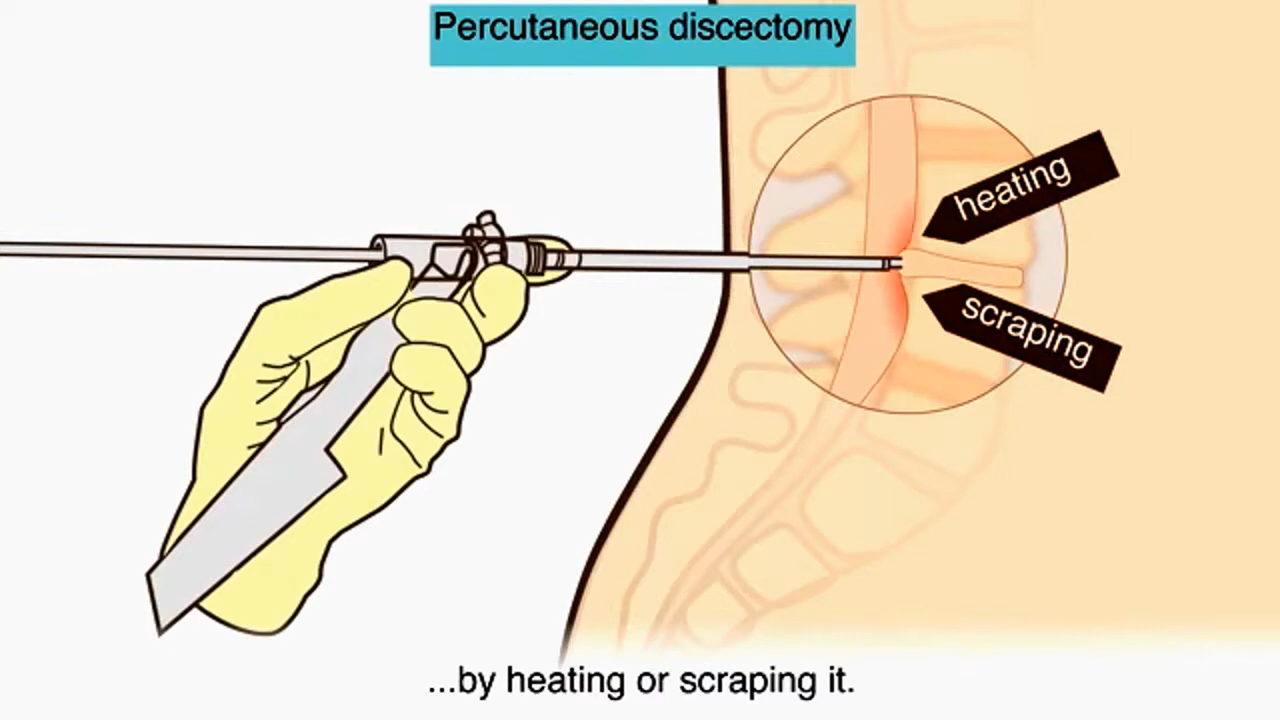 Percutaneous discectomy
heating
scraping
...by heating or scraping it.